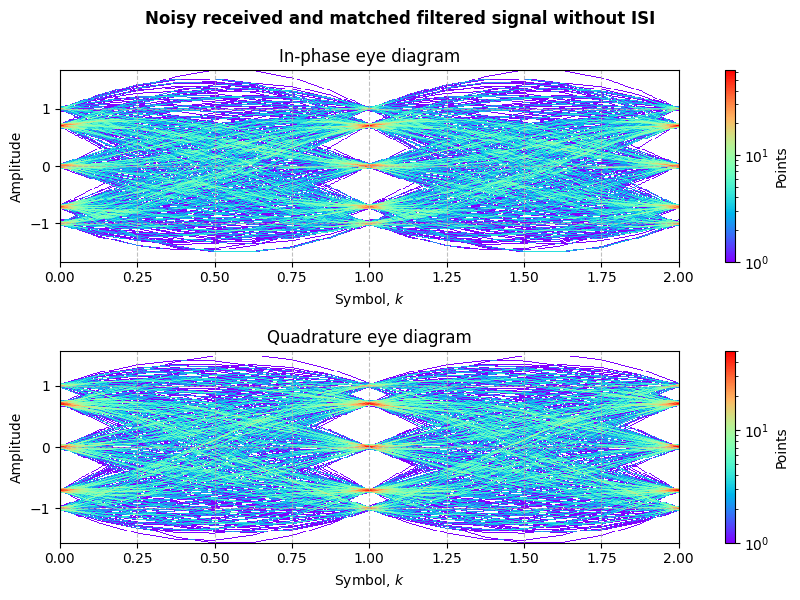 Noisy received and matched filtered signal without ISI
In-phase eye diagram
Amplitude
1
0
−1
0.00 0.25 0.50 0.75 1.00 1.25 1.50 1.75 2.00
Symbol, k
10¹
10⁰
Points
Quadrature eye diagram
Amplitude
1
0
−1
0.00 0.25 0.50 0.75 1.00 1.25 1.50 1.75 2.00
Symbol, k
10¹
10⁰
Points